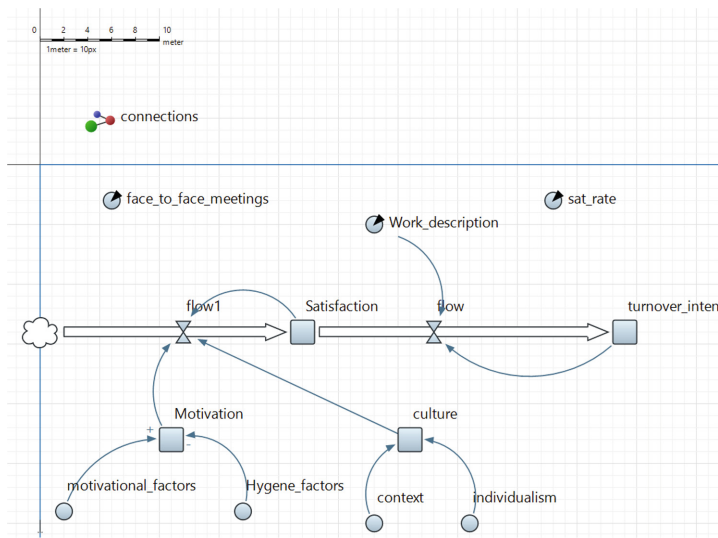 0 2 4 6 8 10
meter
1meter = 10px
connections
face_to_face_meetings
sat_rate
Work_description
flow1
Satisfaction
flow
turnover_inten
Motivation
culture
+
-
motivational_factors
Hygene_factors
context
individualism